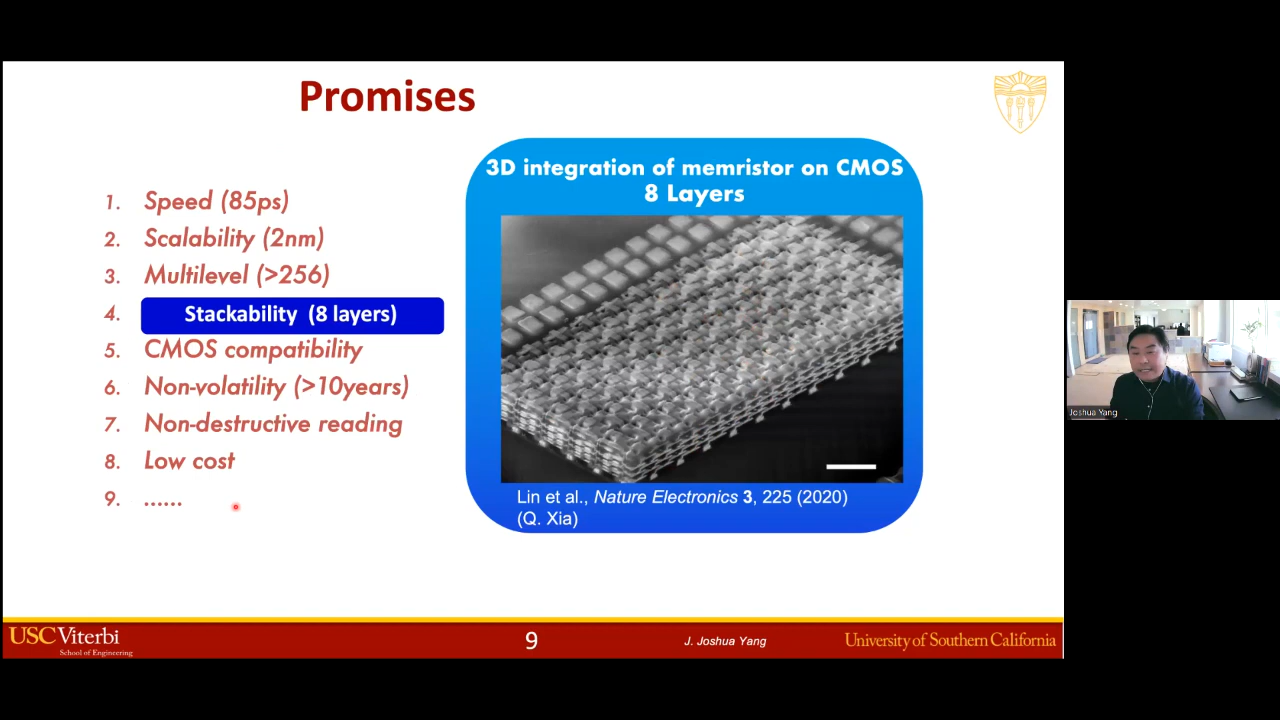 Promises
1. Speed (85ps)
2. Scalability (2nm)
3. Multilevel (>256)
4. Stackability (8 layers)
5. CMOS compatibility
6. Non-volatility (>10years)
7. Non-destructive reading
8. Low cost
9. ......
3D integration of memristor on CMOS
8 Layers
Lin et al., Nature Electronics 3, 225 (2020)
(Q. Xia)
Joshua Yang
USC Viterbi
School of Engineering
9
J. Joshua Yang
University of Southern California